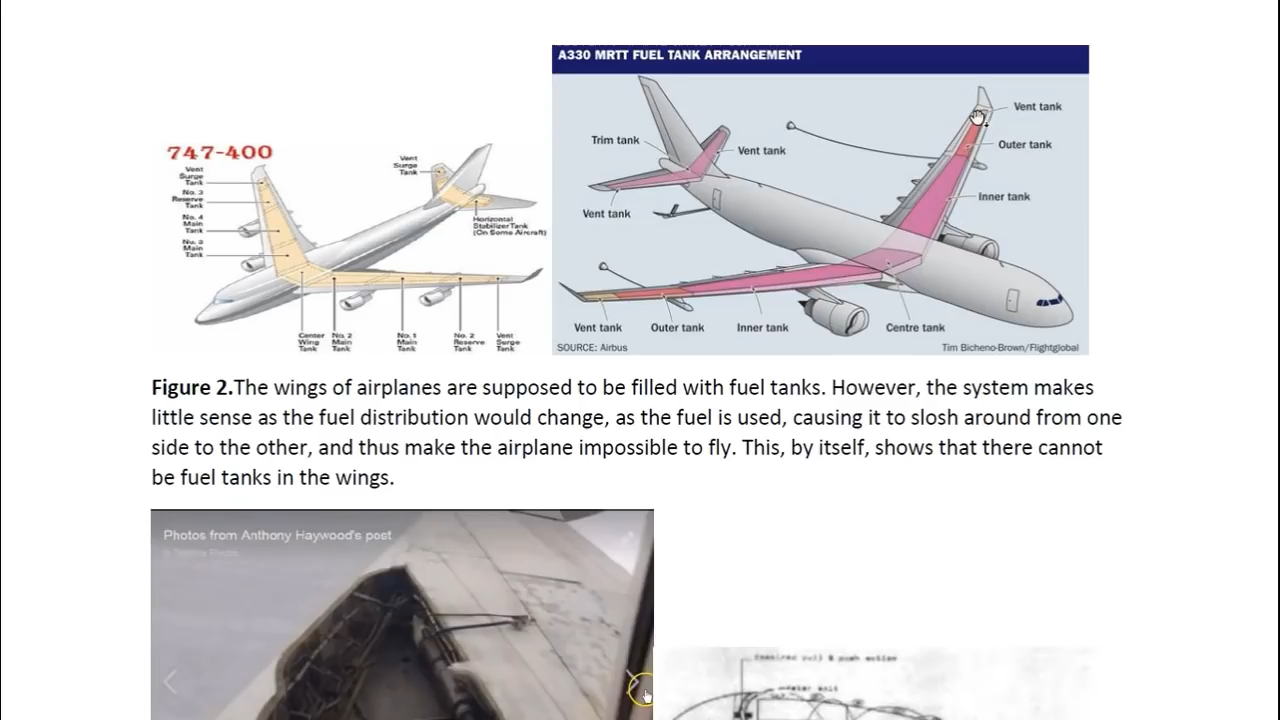 A330 MRTT FUEL TANK ARRANGEMENT
Vent tank
Trim tank
Vent tank
Outer tank
Inner tank
Vent tank
Vent tank
Outer tank
Inner tank
Centre tank
SOURCE: Airbus
Tim Bicheno-Brown/Flightglobal
747-400
Vent
Surge
Tank
No. 3
Reserve
Tank
No. 4
Main
Tank
No. 3
Main
Tank
Vent
Surge
Tank
Horizontal
Stabilizer Tank
(On Some Aircraft)
Center
Wing
Tank
No. 2
Main
Tank
No. 1
Main
Tank
No. 2
Reserve
Tank
Vent
Surge
Tank
Figure 2.The wings of airplanes are supposed to be filled with fuel tanks. However, the system makes
little sense as the fuel distribution would change, as the fuel is used, causing it to slosh around from one
side to the other, and thus make the airplane impossible to fly. This, by itself, shows that there cannot
be fuel tanks in the wings.
Photos from Anthony Haywood's post